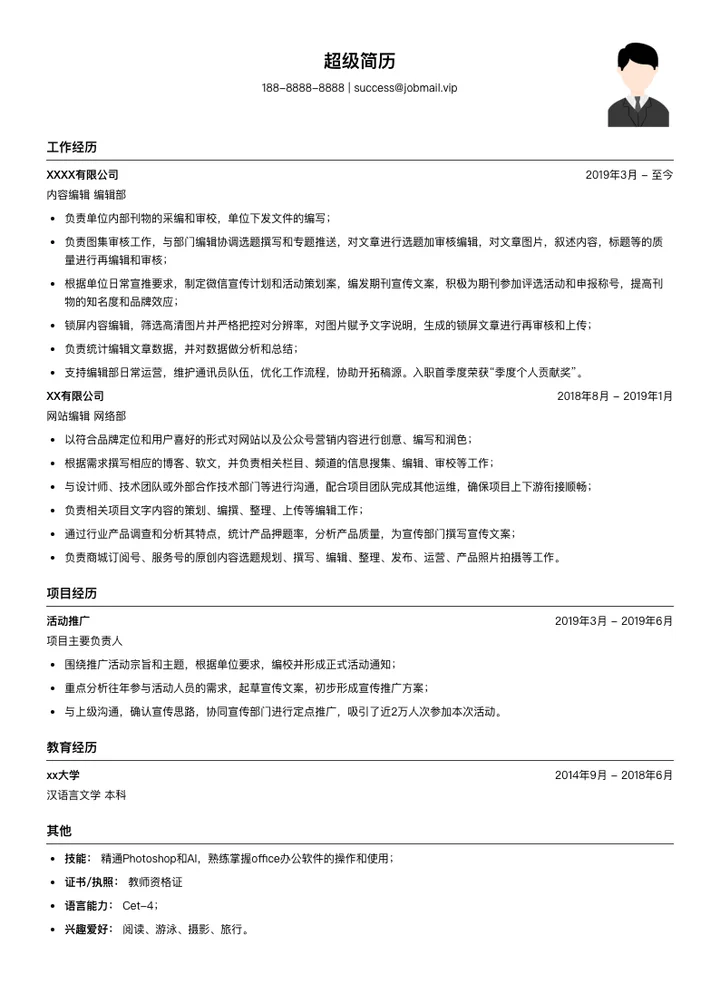 超级简历
188-8888-8888 | success@jobmail.vip
工作经历
XXXX有限公司 2019年3月 – 至今
内容编辑 编辑部
• 负责单位内部刊物的采编和审校，单位下发文件的编写；
• 负责图集审核工作，与部门编辑协调选题撰写和专题推送，对文章进行选题加审核编辑，对文章图片，叙述内容，标题等的质
量进行再编辑和审核；
• 根据单位日常宣推要求，制定微信宣传计划和活动策划案，编发期刊宣传文案，积极为期刊参加评选活动和申报称号，提高刊
物的知名度和品牌效应；
• 锁屏内容编辑，筛选高清图片并严格把控对分辨率，对图片赋予文字说明，生成的锁屏文章进行再审核和上传；
• 负责统计编辑文章数据，并对数据做分析和总结；
• 支持编辑部日常运营，维护通讯员队伍，优化工作流程，协助开拓稿源。入职首季度荣获“季度个人贡献奖”。
XX有限公司 2018年8月 – 2019年1月
网站编辑 网络部
• 以符合品牌定位和用户喜好的形式对网站以及公众号营销内容进行创意、编写和润色；
• 根据需求撰写相应的博客、软文，并负责相关栏目、频道的信息搜集、编辑、审校等工作；
• 与设计师、技术团队或外部合作技术部门等进行沟通，配合项目团队完成其他运维，确保项目上下游衔接顺畅；
• 负责相关项目文字内容的策划、编撰、整理、上传等编辑工作；
• 通过行业产品调查和分析其特点，统计产品押题率，分析产品质量，为宣传部门撰写宣传文案；
• 负责商城订阅号、服务号的原创内容选题规划、撰写、编辑、整理、发布、运营、产品照片拍摄等工作。
项目经历
活动推广 2019年3月 – 2019年6月
项目主要负责人
• 围绕推广活动宗旨和主题，根据单位要求，编校并形成正式活动通知；
• 重点分析往年参与活动人员的需求，起草宣传文案，初步形成宣传推广方案；
• 与上级沟通，确认宣传思路，协同宣传部门进行定点推广，吸引了近2万人次参加本次活动。
教育经历
xx大学 2014年9月 – 2018年6月
汉语言文学 本科
其他
• 技能： 精通Photoshop和AI，熟练掌握office办公软件的操作和使用；
• 证书/执照： 教师资格证
• 语言能力： Cet-4；
• 兴趣爱好： 阅读、游泳、摄影、旅行。